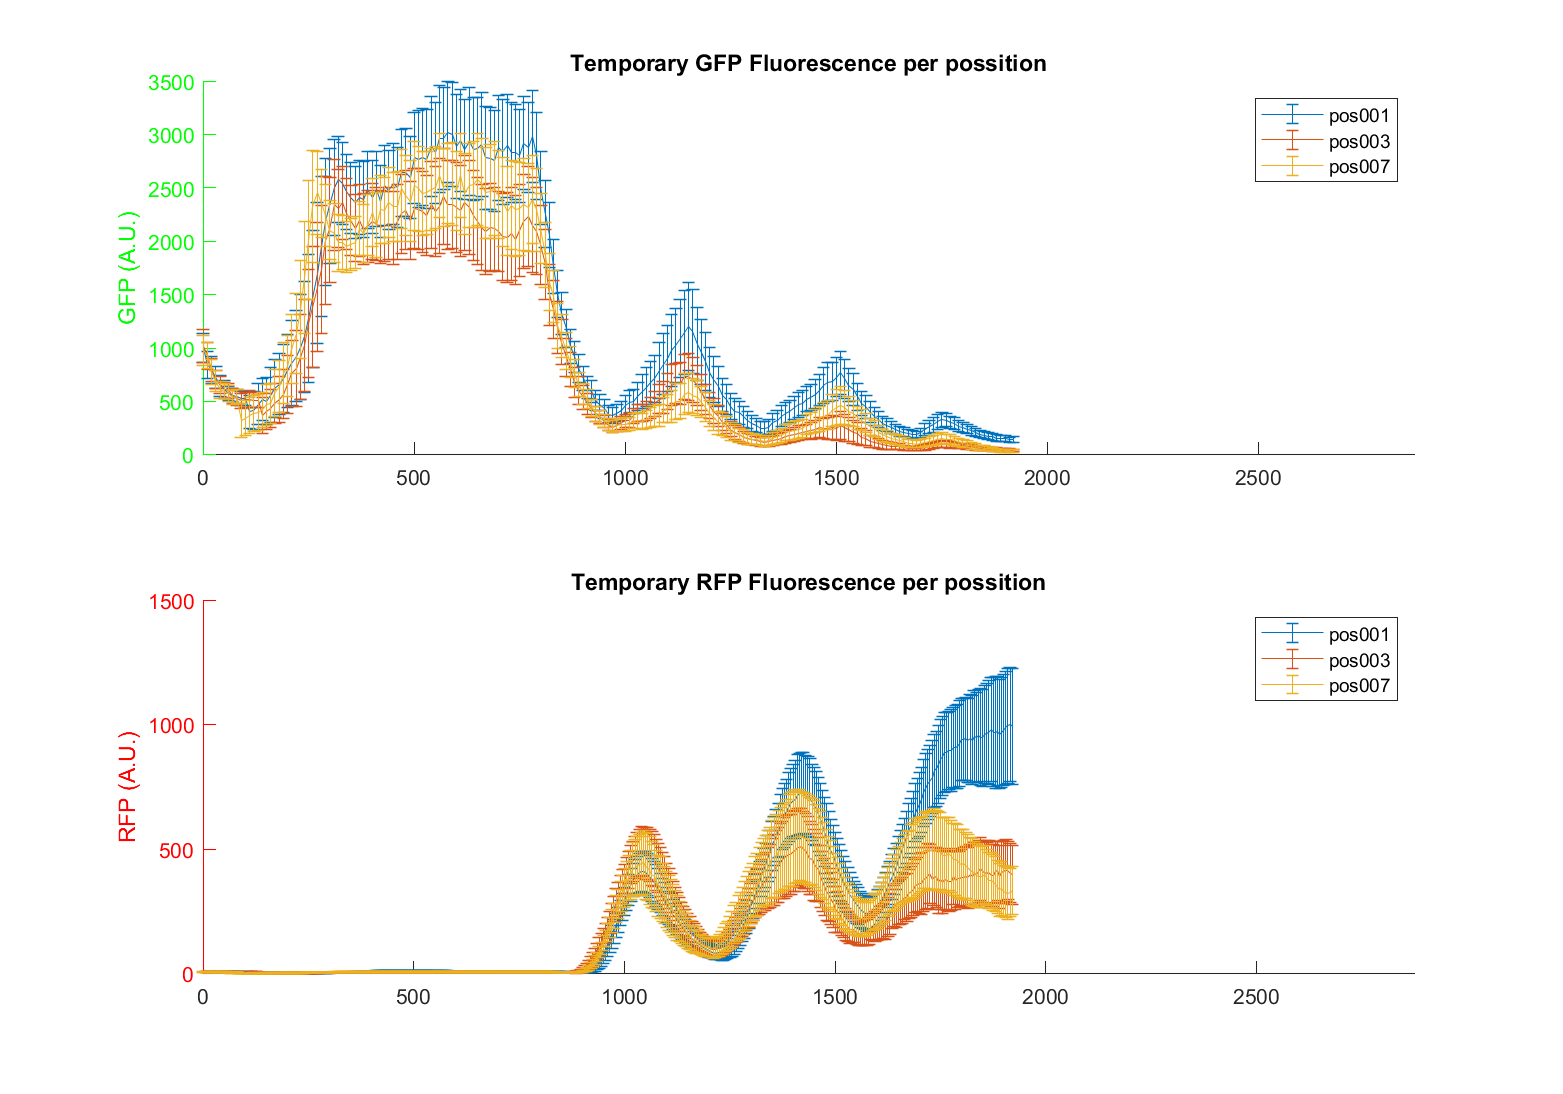 Temporary GFP Fluorescence per possition
3500
3000
2500
2000
1500
1000
500
0
GFP (A.U.)
0 500 1000 1500 2000 2500
pos001
pos003
pos007
Temporary RFP Fluorescence per possition
1500
1000
500
0
RFP (A.U.)
0 500 1000 1500 2000 2500
pos001
pos003
pos007